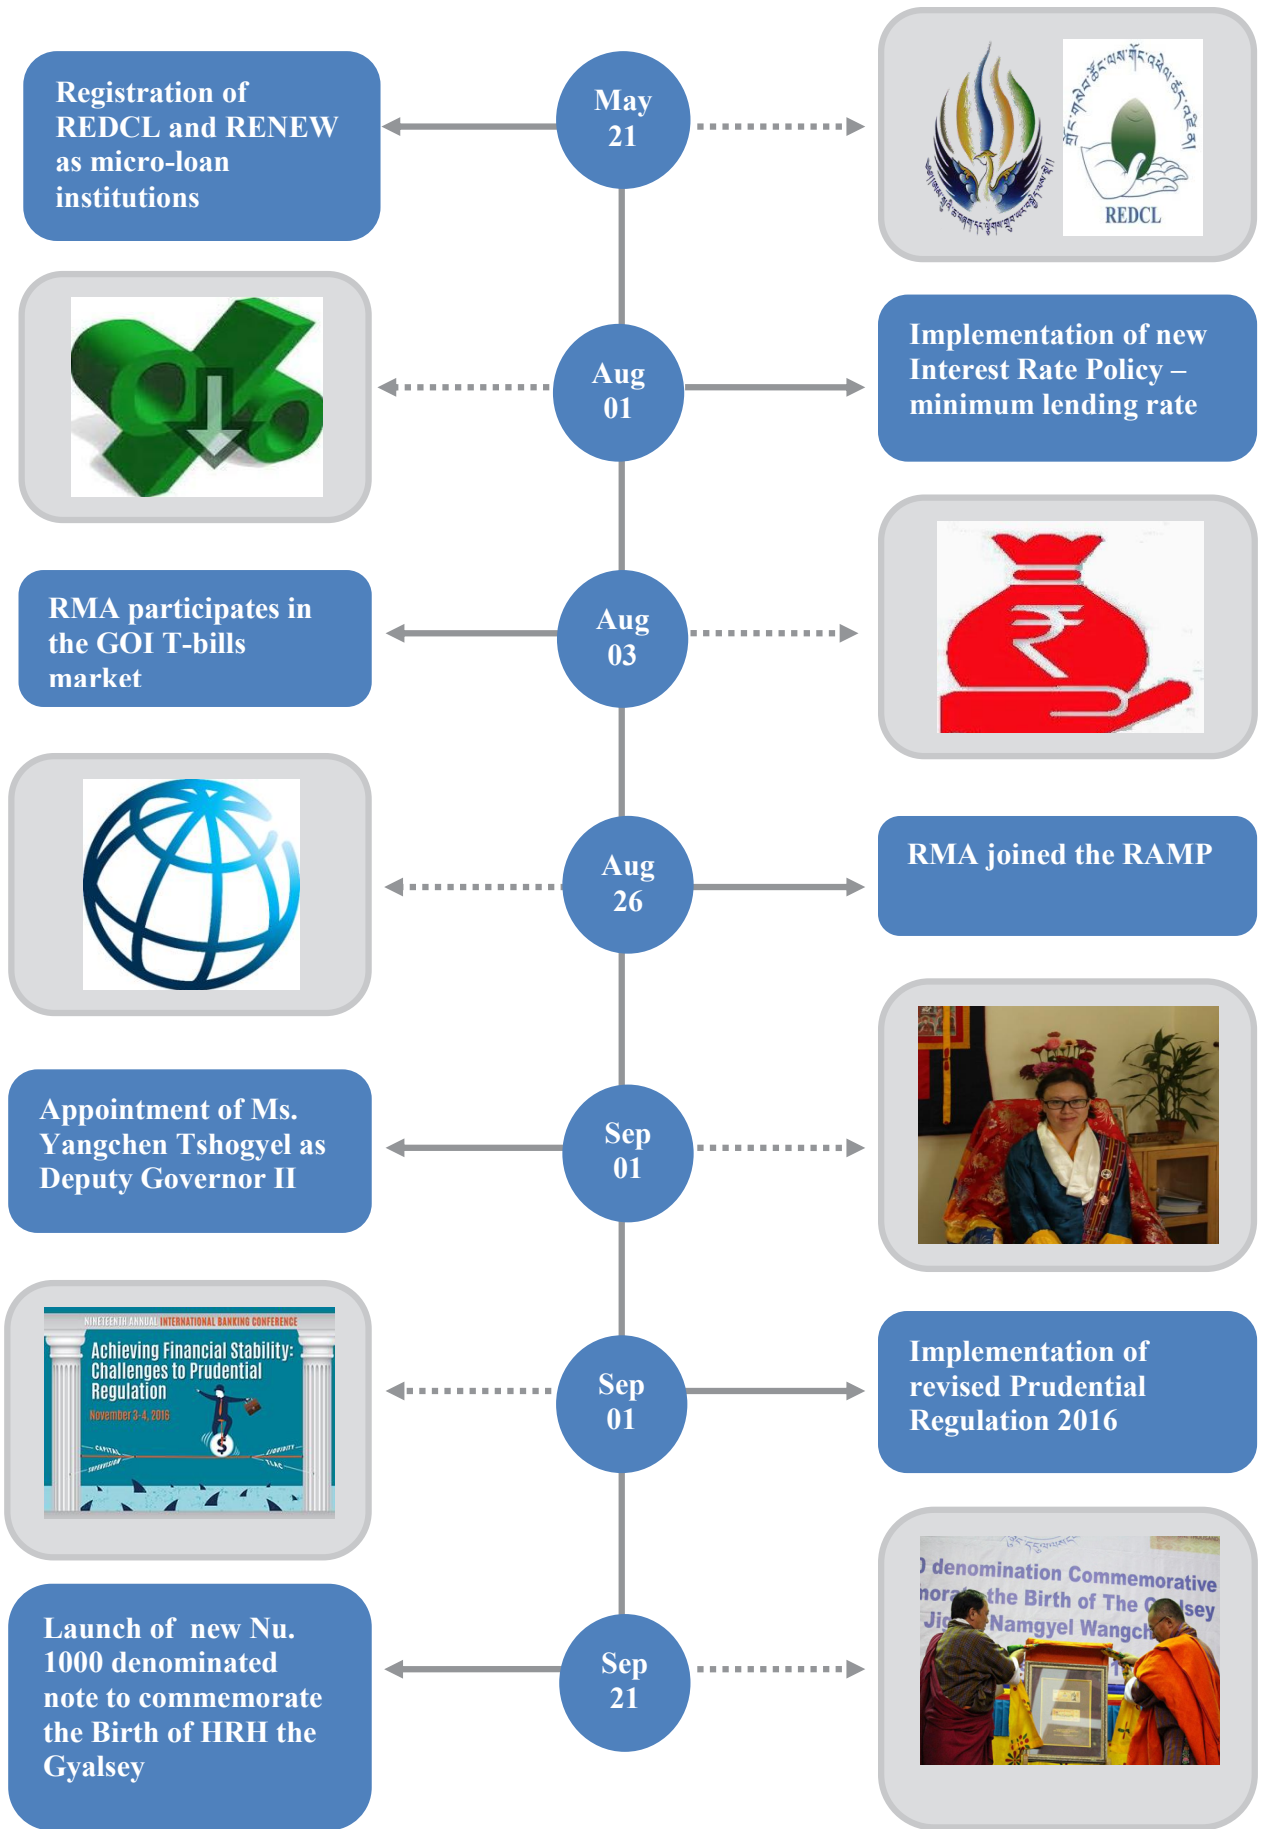 Registration of
REDCL and RENEW
as micro-loan
institutions
May
21
REDCL
Aug
01
Implementation of new
Interest Rate Policy –
minimum lending rate
RMA participates in
the GOI T-bills
market
Aug
03
₹
Aug
26
RMA joined the RAMP
Appointment of Ms.
Yangchen Tshogyel as
Deputy Governor II
Sep
01
NINETEENTH ANNUAL INTERNATIONAL BANKING CONFERENCE
Achieving Financial Stability:
Challenges to Prudential
Regulation
November 3-4, 2016
$
CAPITAL
LIQUIDITY
SUPERVISION
TLAC
Sep
01
Implementation of
revised Prudential
Regulation 2016
Launch of new Nu.
1000 denominated
note to commemorate
the Birth of HRH the
Gyalsey
Sep
21
0 denomination Commemorative
the Birth of The
Namgyel